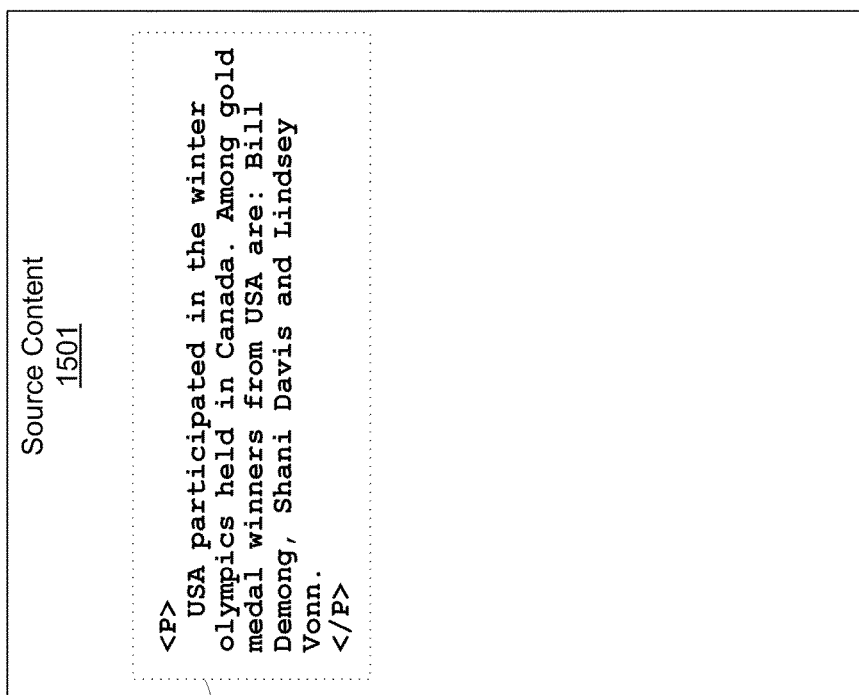 Source Content
1501
<P>
USA participated in the winter
olympics held in Canada. Among gold
medal winners from USA are: Bill
Demong, Shani Davis and Lindsey
Vonn.
</P>